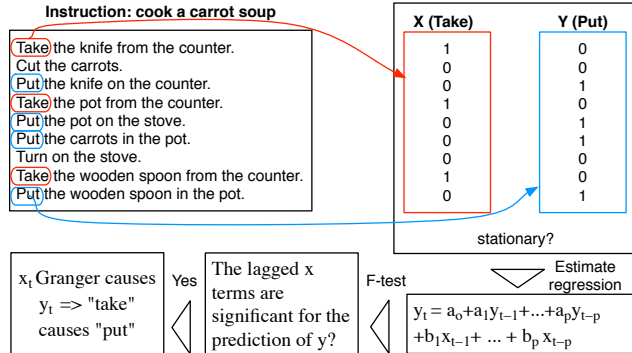 Instruction: cook a carrot soup
Take the knife from the counter.
Cut the carrots.
Put the knife on the counter.
Take the pot from the counter.
Put the pot on the stove.
Put the carrots in the pot.
Turn on the stove.
Take the wooden spoon from the counter.
Put the wooden spoon in the pot.
X (Take) Y (Put)
1 0
0 0
0 1
1 0
0 1
0 1
0 0
1 0
0 1
stationary?
Estimate
regression
y_t = a_o+a_1y_{t-1}+...+a_py_{t-p}
+b_1x_{t-1}+ ... + b_p x_{t-p}
F-test
The lagged x
terms are
significant for the
prediction of y?
Yes
x_t Granger causes
y_t => "take"
causes "put"